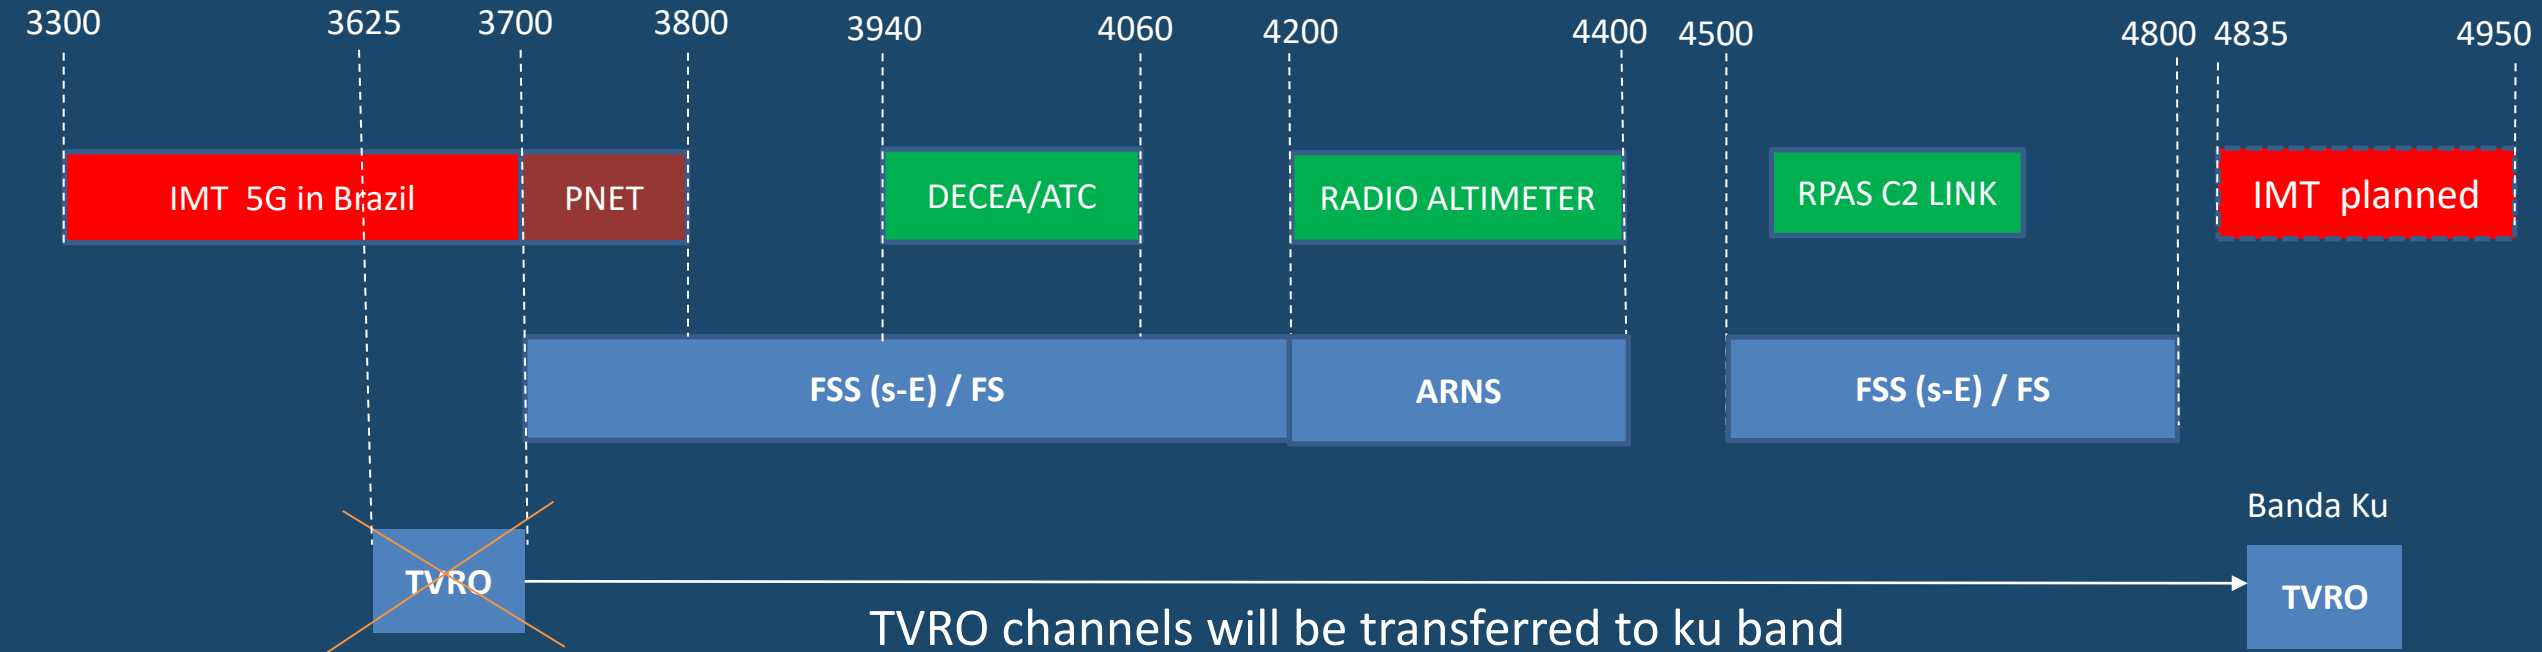 3300 3625 3700 3800 3940 4060 4200 4400 4500 4800 4835 4950
IMT 5G in Brazil PNET DECEA/ATC RADIO ALTIMETER RPAS C2 LINK IMT planned
FSS (s-E) / FS ARNS FSS (s-E) / FS
Banda Ku
TVRO TVRO
TVRO channels will be transferred to ku band